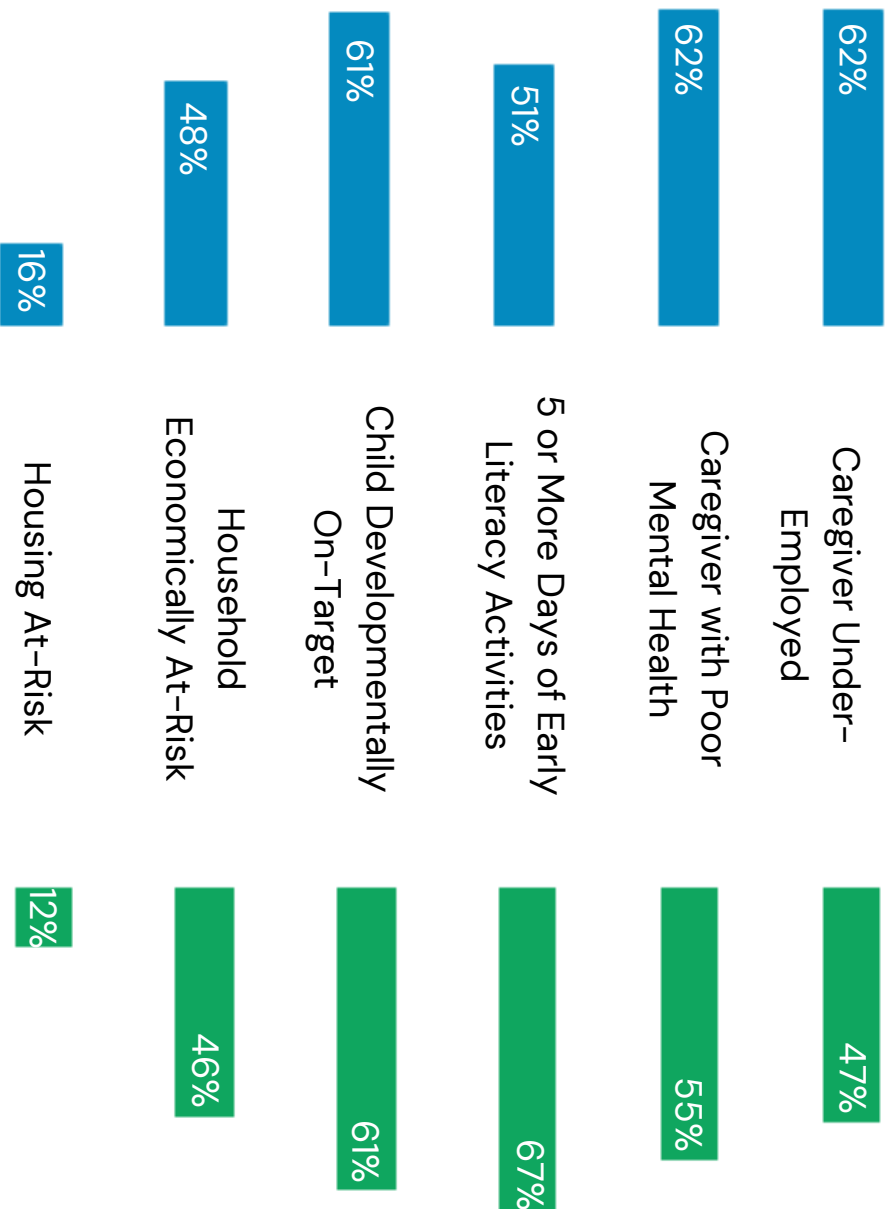 62%
Caregiver Under-
Employed
47%
62%
Caregiver with Poor
Mental Health
55%
51%
5 or More Days of Early
Literacy Activities
67%
61%
Child Developmentally
On-Target
61%
48%
Household
Economically At-Risk
46%
16%
Housing At-Risk
12%